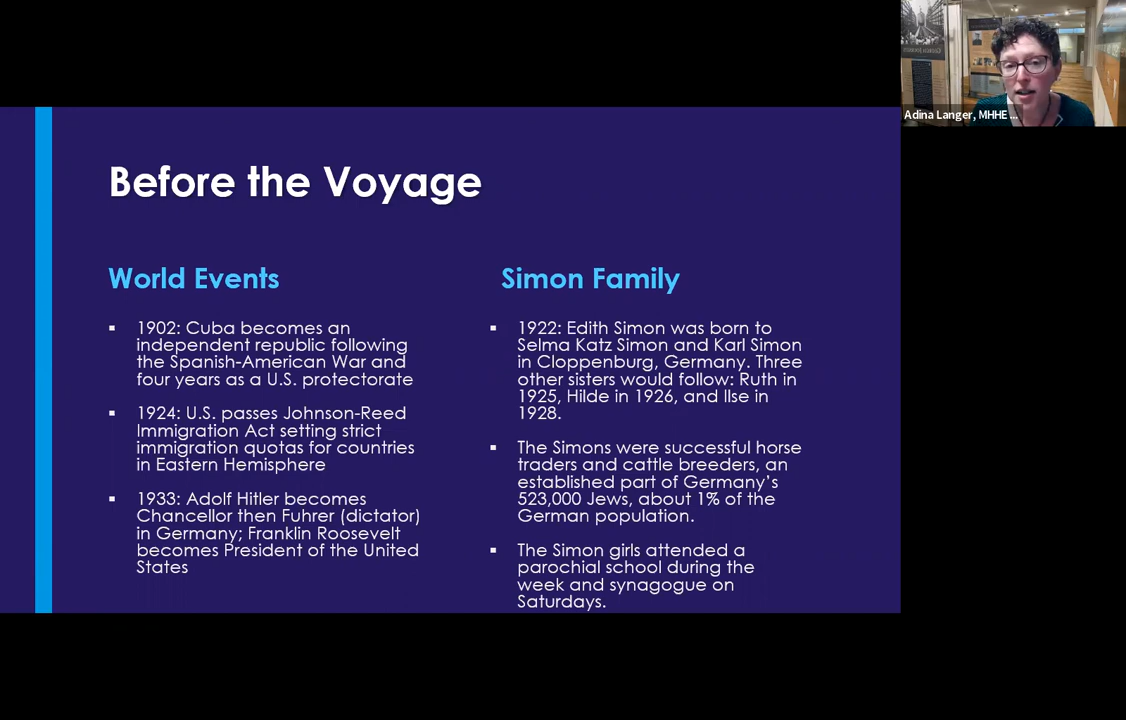 Adina Langer, MHHE ...
Before the Voyage
World Events
1902: Cuba becomes an
independent republic following
the Spanish-American War and
four years as a U.S. protectorate
1924: U.S. passes Johnson-Reed
Immigration Act setting strict
immigration quotas for countries
in Eastern Hemisphere
1933: Adolf Hitler becomes
Chancellor then Fuhrer (dictator)
in Germany; Franklin Roosevelt
becomes President of the United
States
Simon Family
1922: Edith Simon was born to
Selma Katz Simon and Karl Simon
in Cloppenburg, Germany. Three
other sisters would follow: Ruth in
1925, Hilde in 1926, and Ilse in
1928.
The Simons were successful horse
traders and cattle breeders, an
established part of Germany's
523,000 Jews, about 1% of the
German population.
The Simon girls attended a
parochial school during the
week and synagogue on
Saturdays.